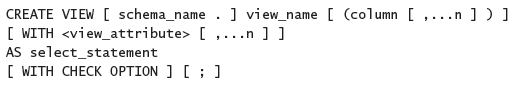 CREATE VIEW [ schema_name . ] view_name [ (column [ ,...n ] ) ]
[ WITH <view_attribute> [ ,...n ] ]
AS select_statement
[ WITH CHECK OPTION ] [ ; ]